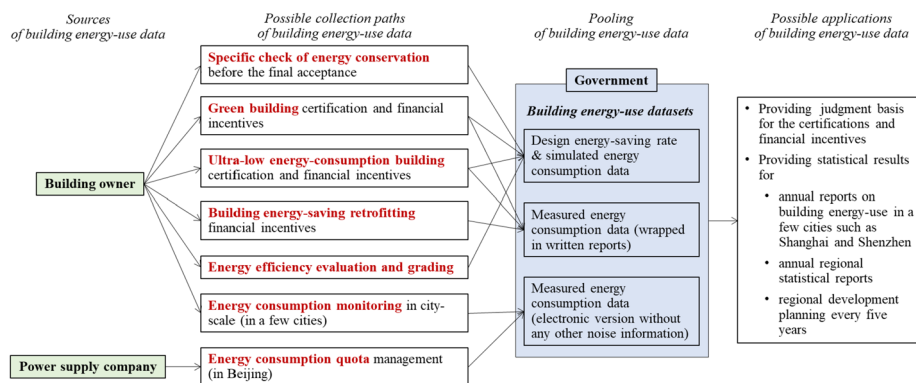 Sources
of building energy-use data
Possible collection paths
of building energy-use data
Pooling
of building energy-use data
Possible applications
of building energy-use data
Building owner
Power supply company
Specific check of energy conservation
before the final acceptance
Green building certification and financial
incentives
Ultra-low energy-consumption building
certification and financial incentives
Building energy-saving retrofitting
financial incentives
Energy efficiency evaluation and grading
Energy consumption monitoring in city-
scale (in a few cities)
Energy consumption quota management
(in Beijing)
Government
Building energy-use datasets
Design energy-saving rate
& simulated energy
consumption data
Measured energy
consumption data (wrapped
in written reports)
Measured energy
consumption data
(electronic version without
any other noise information)
• Providing judgment basis
for the certifications and
financial incentives
• Providing statistical results
for
• annual reports on
building energy-use in a
few cities such as
Shanghai and Shenzhen
• annual regional
statistical reports
• regional development
planning every five
years